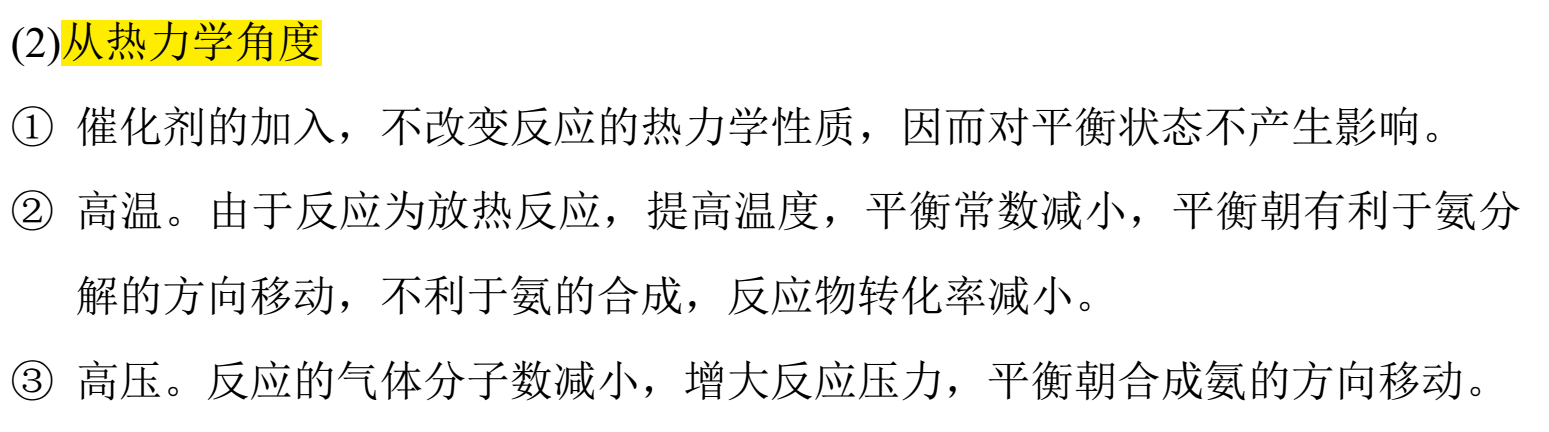 (2)从热力学角度
① 催化剂的加入，不改变反应的热力学性质，因而对平衡状态不产生影响。
② 高温。由于反应为放热反应，提高温度，平衡常数减小，平衡朝有利于氨分
解的方向移动，不利于氨的合成，反应物转化率减小。
③ 高压。反应的气体分子数减小，增大反应压力，平衡朝合成氨的方向移动。